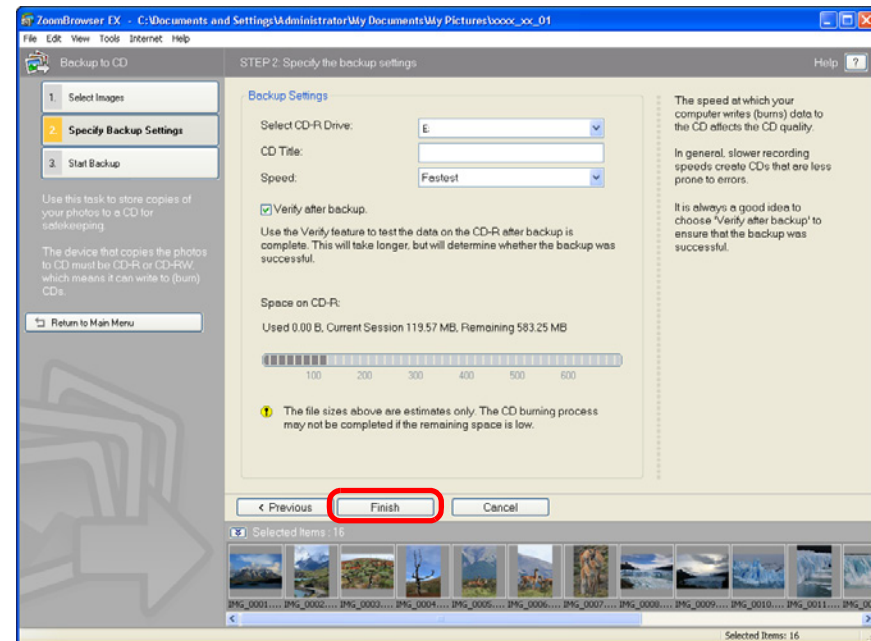 ZoomBrowser EX - C:\Documents and Settings\Administrator\My Documents\My Pictures\xxxx_xx_01
File Edit View Tools Internet Help
Backup to CD
STEP 2: Specify the backup settings
Help ?
1. Select Images
2. Specify Backup Settings
3. Start Backup
Use this task to store copies of
your photos to a CD for
safekeeping.
The device that copies the photos
to CD must be CD-R or CD-RW,
which means it can write to (burn)
CDs.
Return to Main Menu
Backup Settings
Select CD-R Drive: E:
CD Title:
Speed: Fastest
Verify after backup.
Use the Verify feature to test the data on the CD-R after backup is
complete. This will take longer, but will determine whether the backup was
successful.
Space on CD-R:
Used 0.00 B, Current Session 119.57 MB, Remaining 583.25 MB
100 200 300 400 500 600
The file sizes above are estimates only. The CD burning process
may not be completed if the remaining space is low.
The speed at which your
computer writes (burns) data to
the CD affects the CD quality.
In general, slower recording
speeds create CDs that are less
prone to errors.
It is always a good idea to
choose 'Verify after backup' to
ensure that the backup was
successful.
< Previous Finish Cancel
Selected Items : 16
IMG_0001.... IMG_0002.... IMG_0003.... IMG_0004.... IMG_0005.... IMG_0006.... IMG_0007.... IMG_0008.... IMG_0009.... IMG_0010.... IMG_0011....
Selected Items: 16